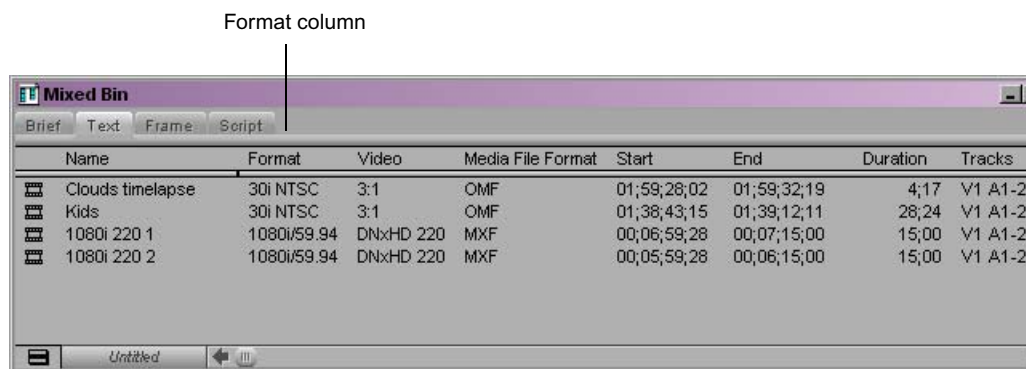 Format column
Mixed Bin
Brief Text Frame Script
Name Format Video Media File Format Start End Duration Tracks
Clouds timelapse 30i NTSC 3:1 OMF 01;59;28;02 01;59;32;19 4;17 V1 A1-2
Kids 30i NTSC 3:1 OMF 01;38;43;15 01;39;12;11 28;24 V1 A1-2
1080i 220 1 1080i/59.94 DNxHD 220 MXF 00;06;59;28 00;07;15;00 15;00 V1 A1-2
1080i 220 2 1080i/59.94 DNxHD 220 MXF 00;05;59;28 00;06;15;00 15;00 V1 A1-2
Untitled